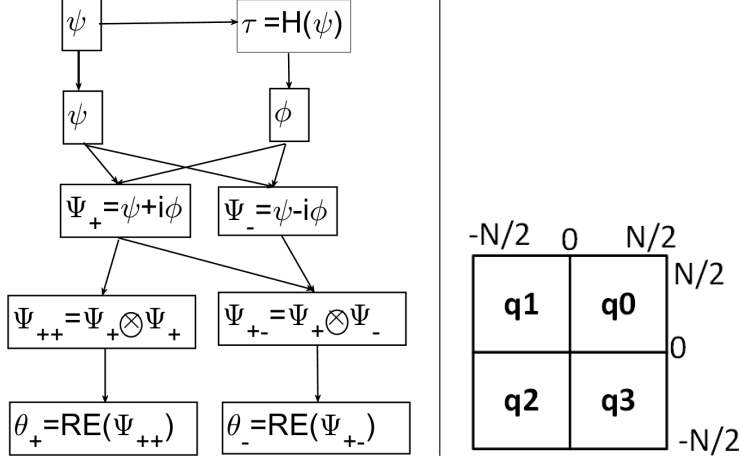 ψ
τ =H(ψ)
ψ
ϕ
Ψ₊=ψ+iϕ
Ψ₋=ψ-iϕ
Ψ₊₊=Ψ₊⊗Ψ₊
Ψ₊₋=Ψ₊⊗Ψ₋
θ₊=RE(Ψ₊₊)
θ₋=RE(Ψ₊₋)
-N/2 0 N/2
N/2
q1 q0
0
q2 q3
-N/2